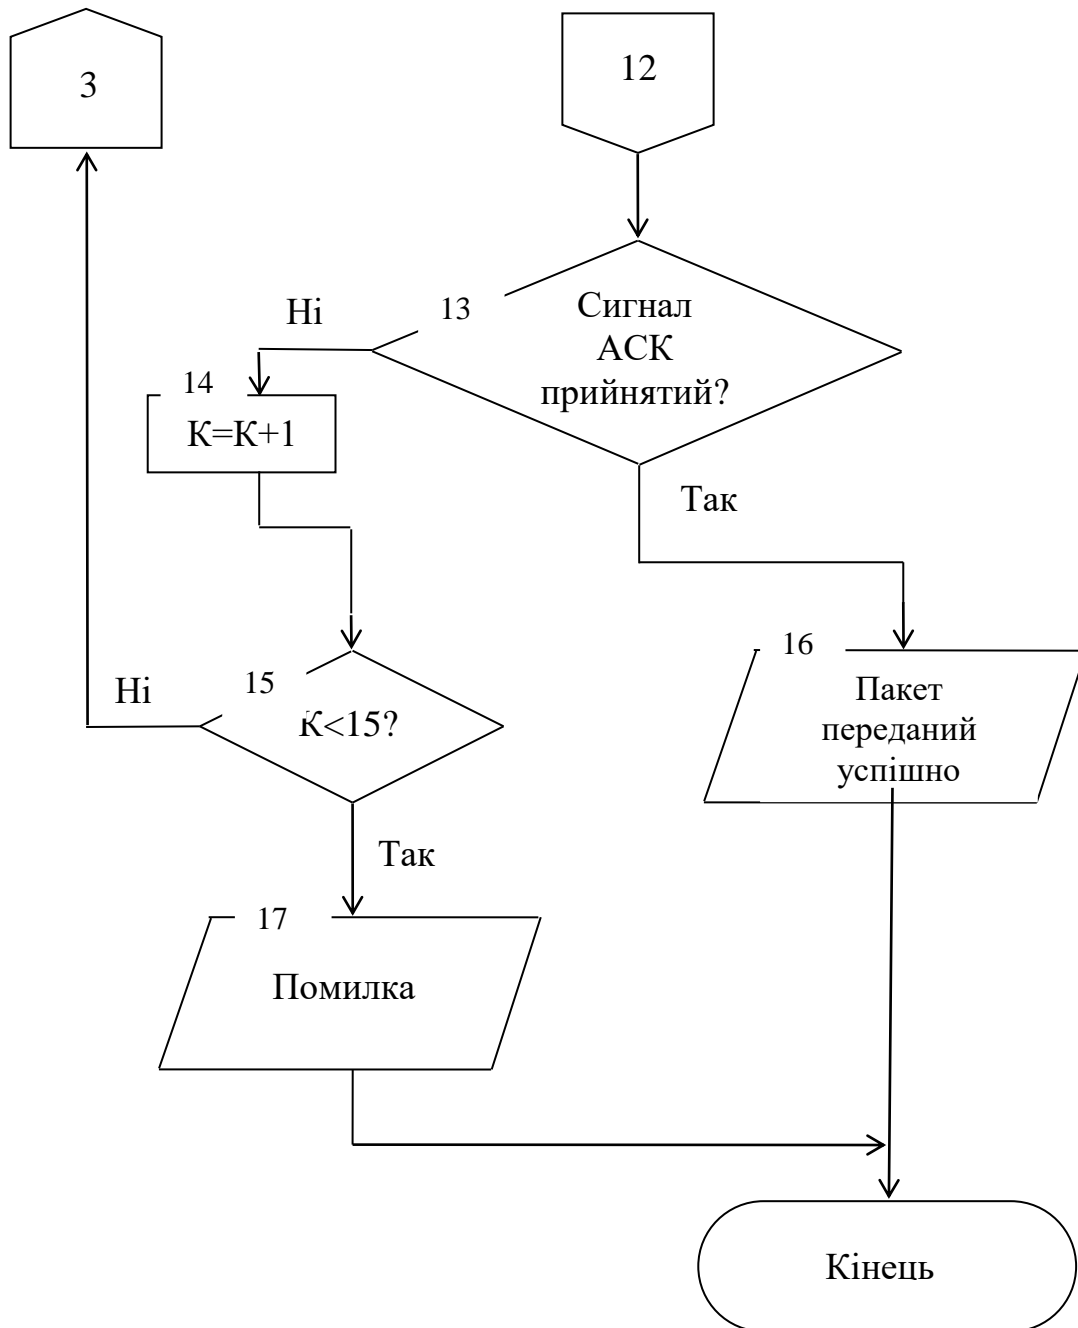 3
12
13
Сигнал
АСК
прийнятий?
Ні
14
К=К+1
Так
16
Пакет
переданий
успішно
15
Ні
К<15?
Так
17
Помилка
Кінець